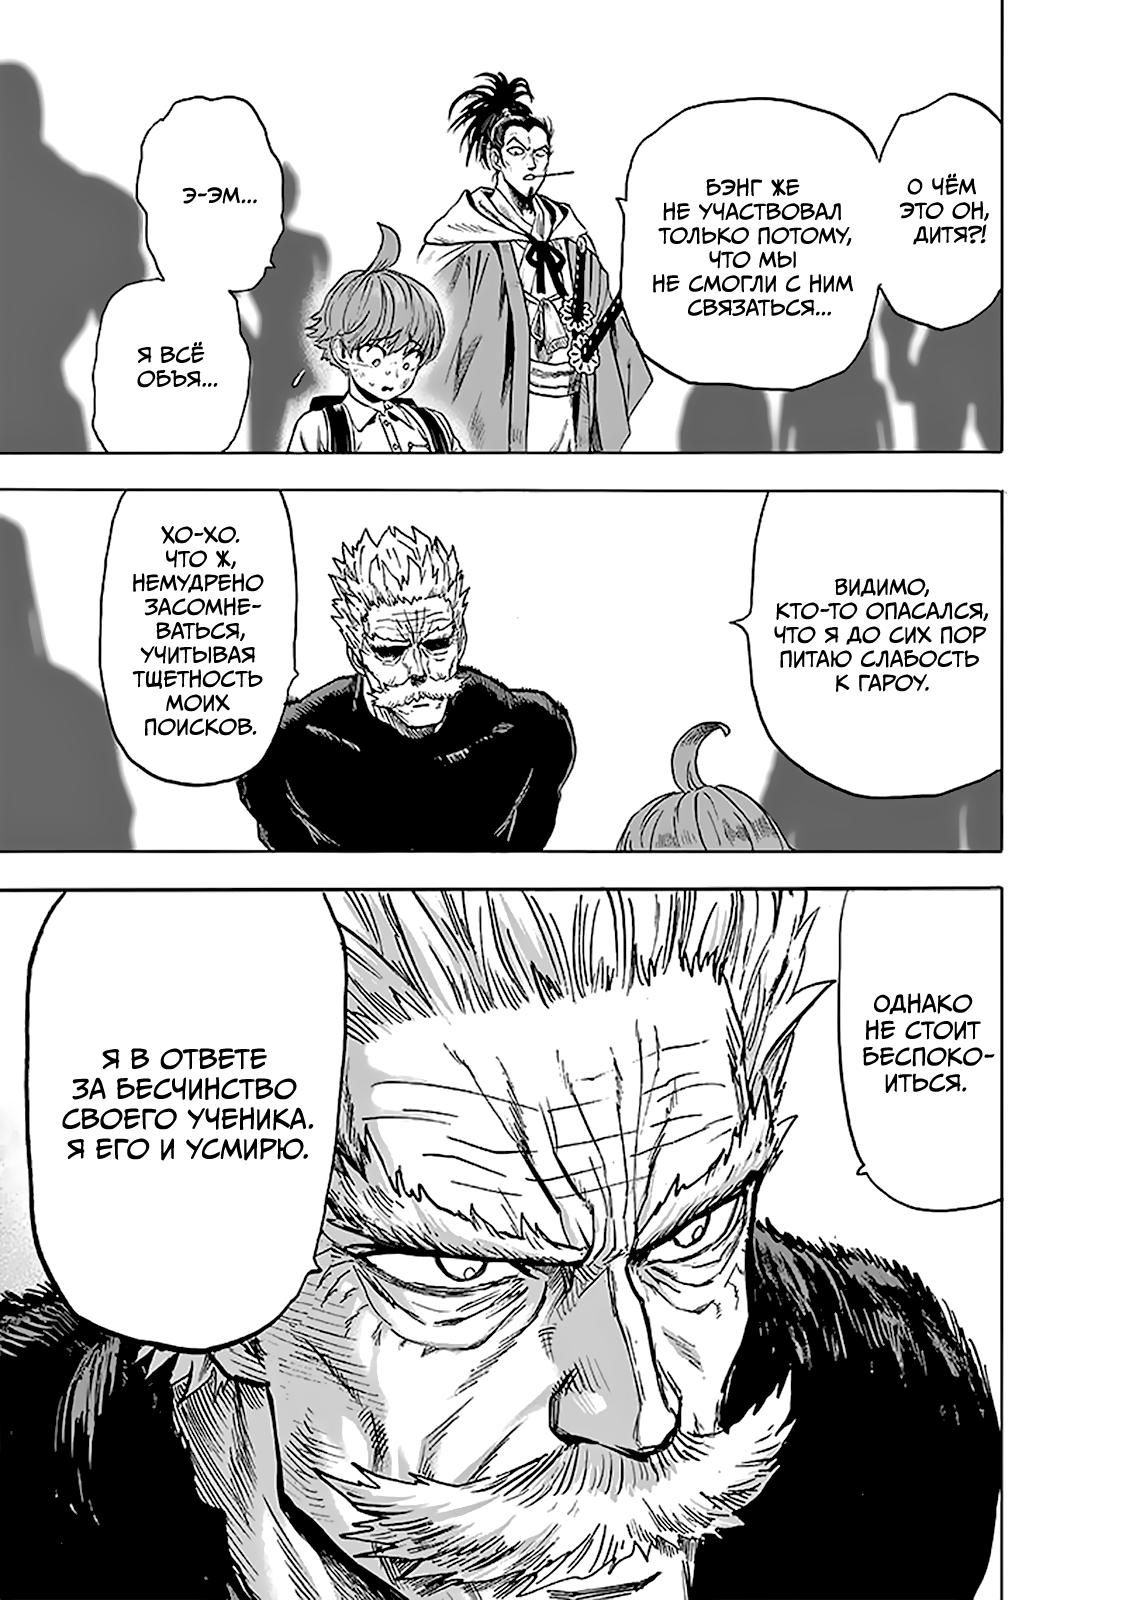 О ЧЁМ
ЭТО ОН,
ДИТЯ?!
БЭНГ ЖЕ
НЕ УЧАСТВОВАЛ
ТОЛЬКО ПОТОМУ,
ЧТО МЫ
НЕ СМОГЛИ С НИМ
СВЯЗАТЬСЯ...
Э-ЭМ...
Я ВСЁ
ОБЪЯ...
ВИДИМО,
КТО-ТО ОПАСАЛСЯ,
ЧТО Я ДО СИХ ПОР
ПИТАЮ СЛАБОСТЬ
К ГАРОУ.
ХО-ХО.
ЧТО Ж,
НЕМУДРЕНО
ЗАСОМНЕ-
ВАТЬСЯ,
УЧИТЫВАЯ
ТЩЕТНОСТЬ
МОИХ
ПОИСКОВ.
ОДНАКО
НЕ СТОИТ
БЕСПОКО-
ИТЬСЯ.
Я В ОТВЕТЕ
ЗА БЕСЧИНСТВО
СВОЕГО УЧЕНИКА.
Я ЕГО И УСМИРЮ.